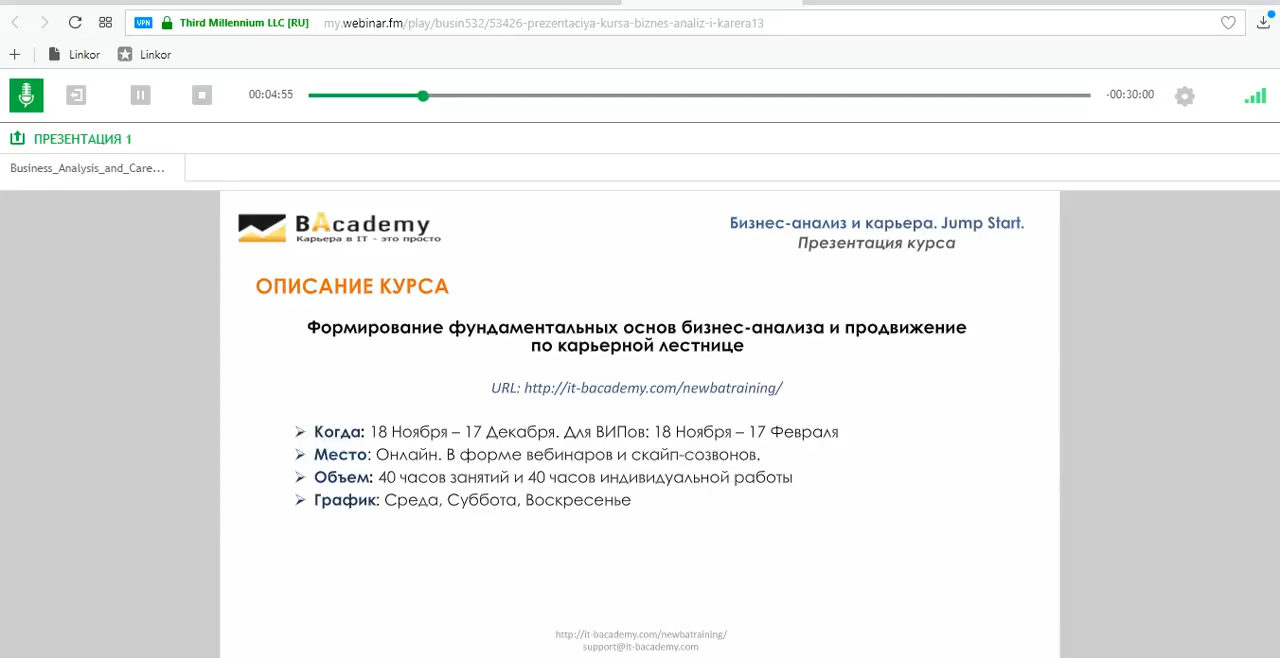 VPN Third Millennium LLC [RU] my.webinar.fm/play/busin532/53426-prezentaciya-kursa-biznes-analiz-i-karera13
Linkor Linkor
00:04:55 -00:30:00
ПРЕЗЕНТАЦИЯ 1
Business_Analysis_and_Care...
BAcademy
Карьера в IT - это просто
Бизнес-анализ и карьера. Jump Start.
Презентация курса
ОПИСАНИЕ КУРСА
Формирование фундаментальных основ бизнес-анализа и продвижение
по карьерной лестнице
URL: http://it-bacademy.com/newbatraining/
➢ Когда: 18 Ноября – 17 Декабря. Для ВИПов: 18 Ноября – 17 Февраля
➢ Место: Онлайн. В форме вебинаров и скайп-созвонов.
➢ Объем: 40 часов занятий и 40 часов индивидуальной работы
➢ График: Среда, Суббота, Воскресенье
http://it-bacademy.com/newbatraining/
support@it-bacademy.com